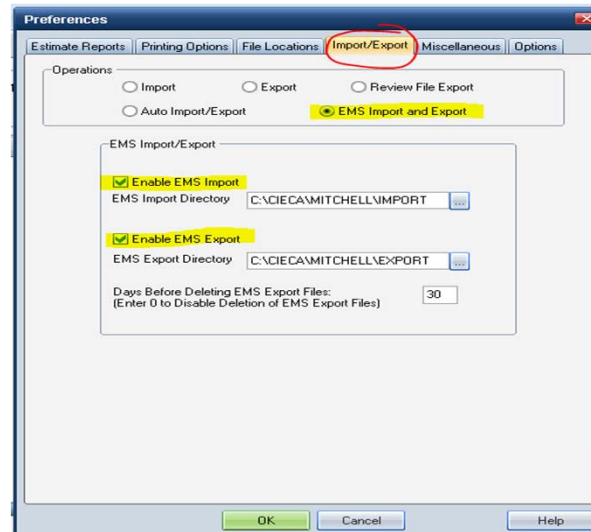 Preferences
Estimate Reports Printing Options File Locations Import/Export Miscellaneous Options
Operations
Import Export Review File Export
Auto Import/Export EMS Import and Export
EMS Import/Export
Enable EMS Import
EMS Import Directory C:\CIECA\MITCHELL\IMPORT ...
Enable EMS Export
EMS Export Directory C:\CIECA\MITCHELL\EXPORT ...
Days Before Deleting EMS Export Files: 30
(Enter 0 to Disable Deletion of EMS Export Files)
OK Cancel Help